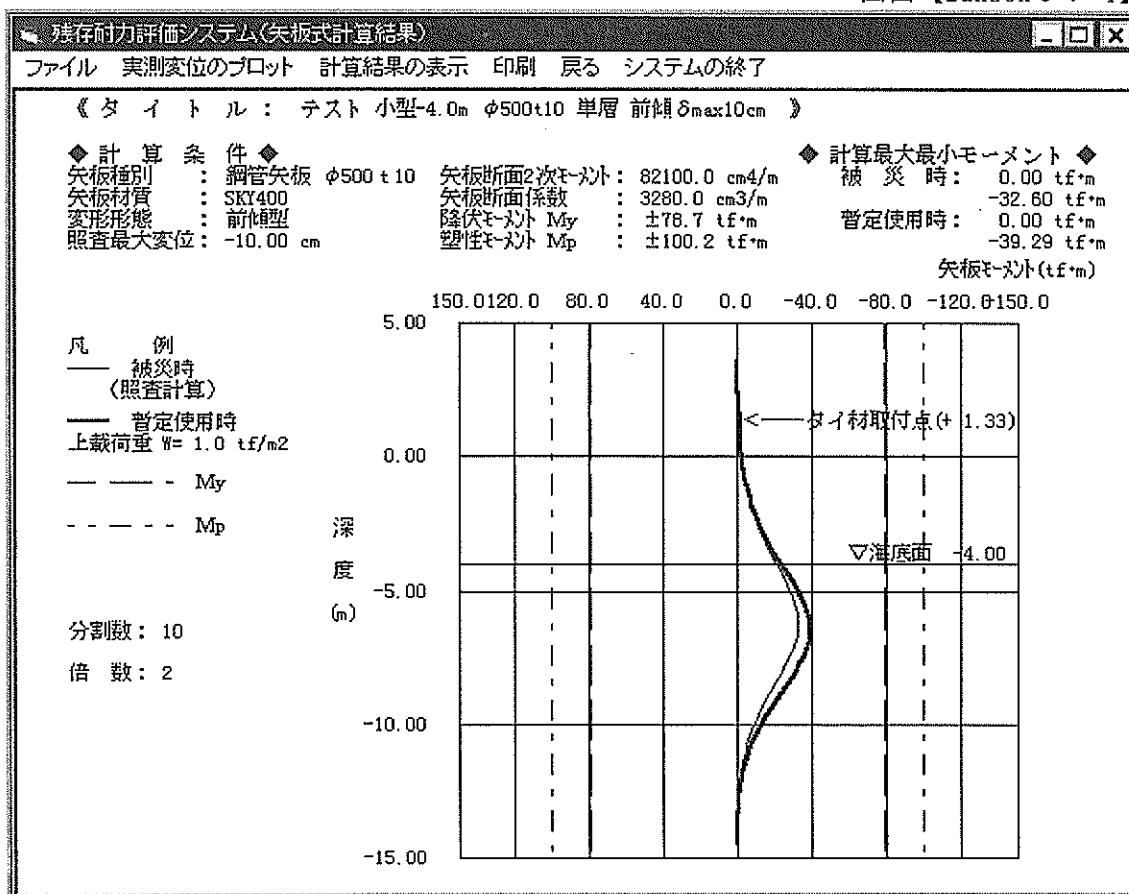 残存耐力評価システム(矢板式計算結果)
ファイル 実測変位のプロット 計算結果の表示 印刷 戻る システムの終了
《 タ イ ト ル : テスト 小型-4.0m φ500t10 単層 前傾δmax10cm 》
◆ 計 算 条 件 ◆
矢板種別 : 鋼管矢板 φ500 t 10
矢板材質 : SKY400
変形形態 : 前傾型
照査最大変位 : -10.00 cm
矢板断面2次モーメント : 82100.0 cm4/m
矢板断面係数 : 3280.0 cm3/m
降伏モーメント My : ±78.7 tf・m
塑性モーメント Mp : ±100.2 tf・m
◆ 計算最大最小モーメント ◆
被 災 時 : 0.00 tf・m
-32.60 tf・m
暫定使用時 : 0.00 tf・m
-39.29 tf・m
矢板モーメント(tf・m)
150.0 120.0 80.0 40.0 0.0 -40.0 -80.0 -120.0 -150.0
5.00
凡 例
被災時
(照査計算)
暫定使用時
上載荷重 W= 1.0 tf/m2
My
Mp
タイ材取付点(+ 1.33)
0.00
深
度
(m)
▽海底面 -4.00
-5.00
分割数 : 10
倍 数 : 2
-10.00
-15.00